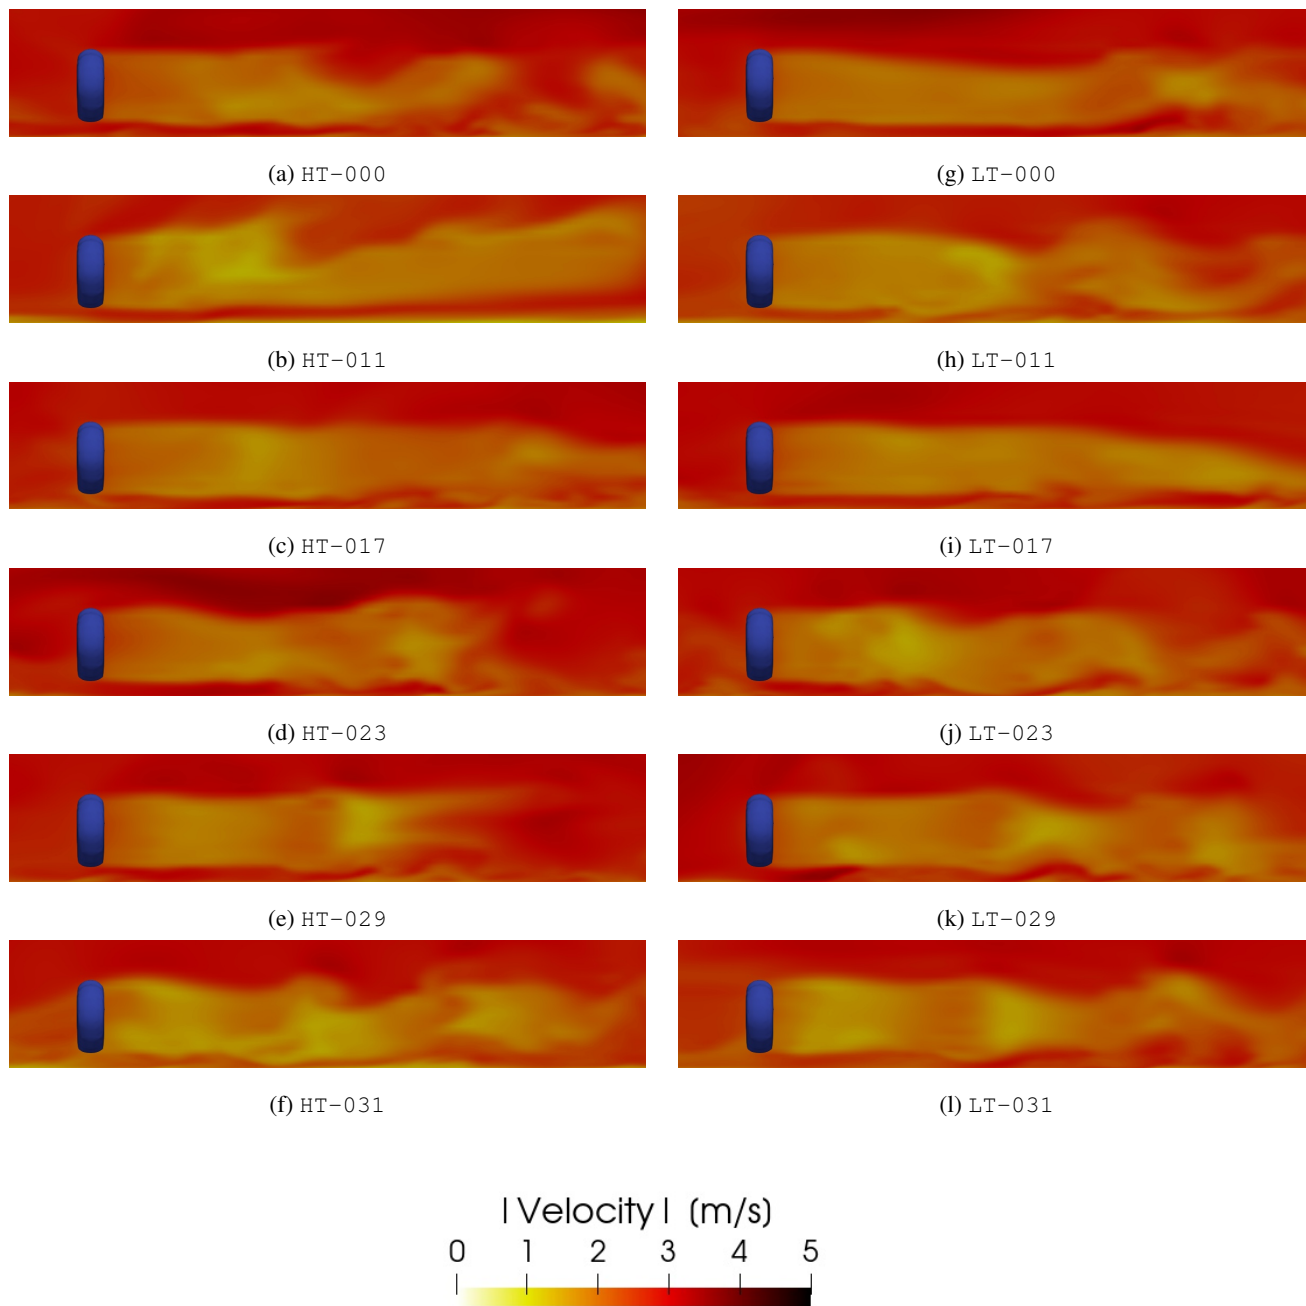 (a) HT-000
(g) LT-000
(b) HT-011
(h) LT-011
(c) HT-017
(i) LT-017
(d) HT-023
(j) LT-023
(e) HT-029
(k) LT-029
(f) HT-031
(l) LT-031
| Velocity | (m/s)
0 1 2 3 4 5